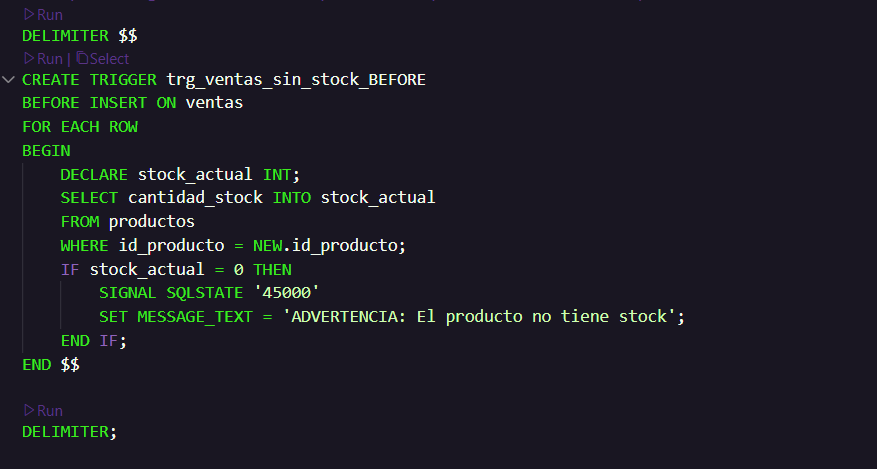 Run
DELIMITER $$
Run | Select
CREATE TRIGGER trg_ventas_sin_stock_BEFORE
BEFORE INSERT ON ventas
FOR EACH ROW
BEGIN
    DECLARE stock_actual INT;
    SELECT cantidad_stock INTO stock_actual
    FROM productos
    WHERE id_producto = NEW.id_producto;
    IF stock_actual = 0 THEN
        SIGNAL SQLSTATE '45000'
        SET MESSAGE_TEXT = 'ADVERTENCIA: El producto no tiene stock';
    END IF;
END $$
Run
DELIMITER;